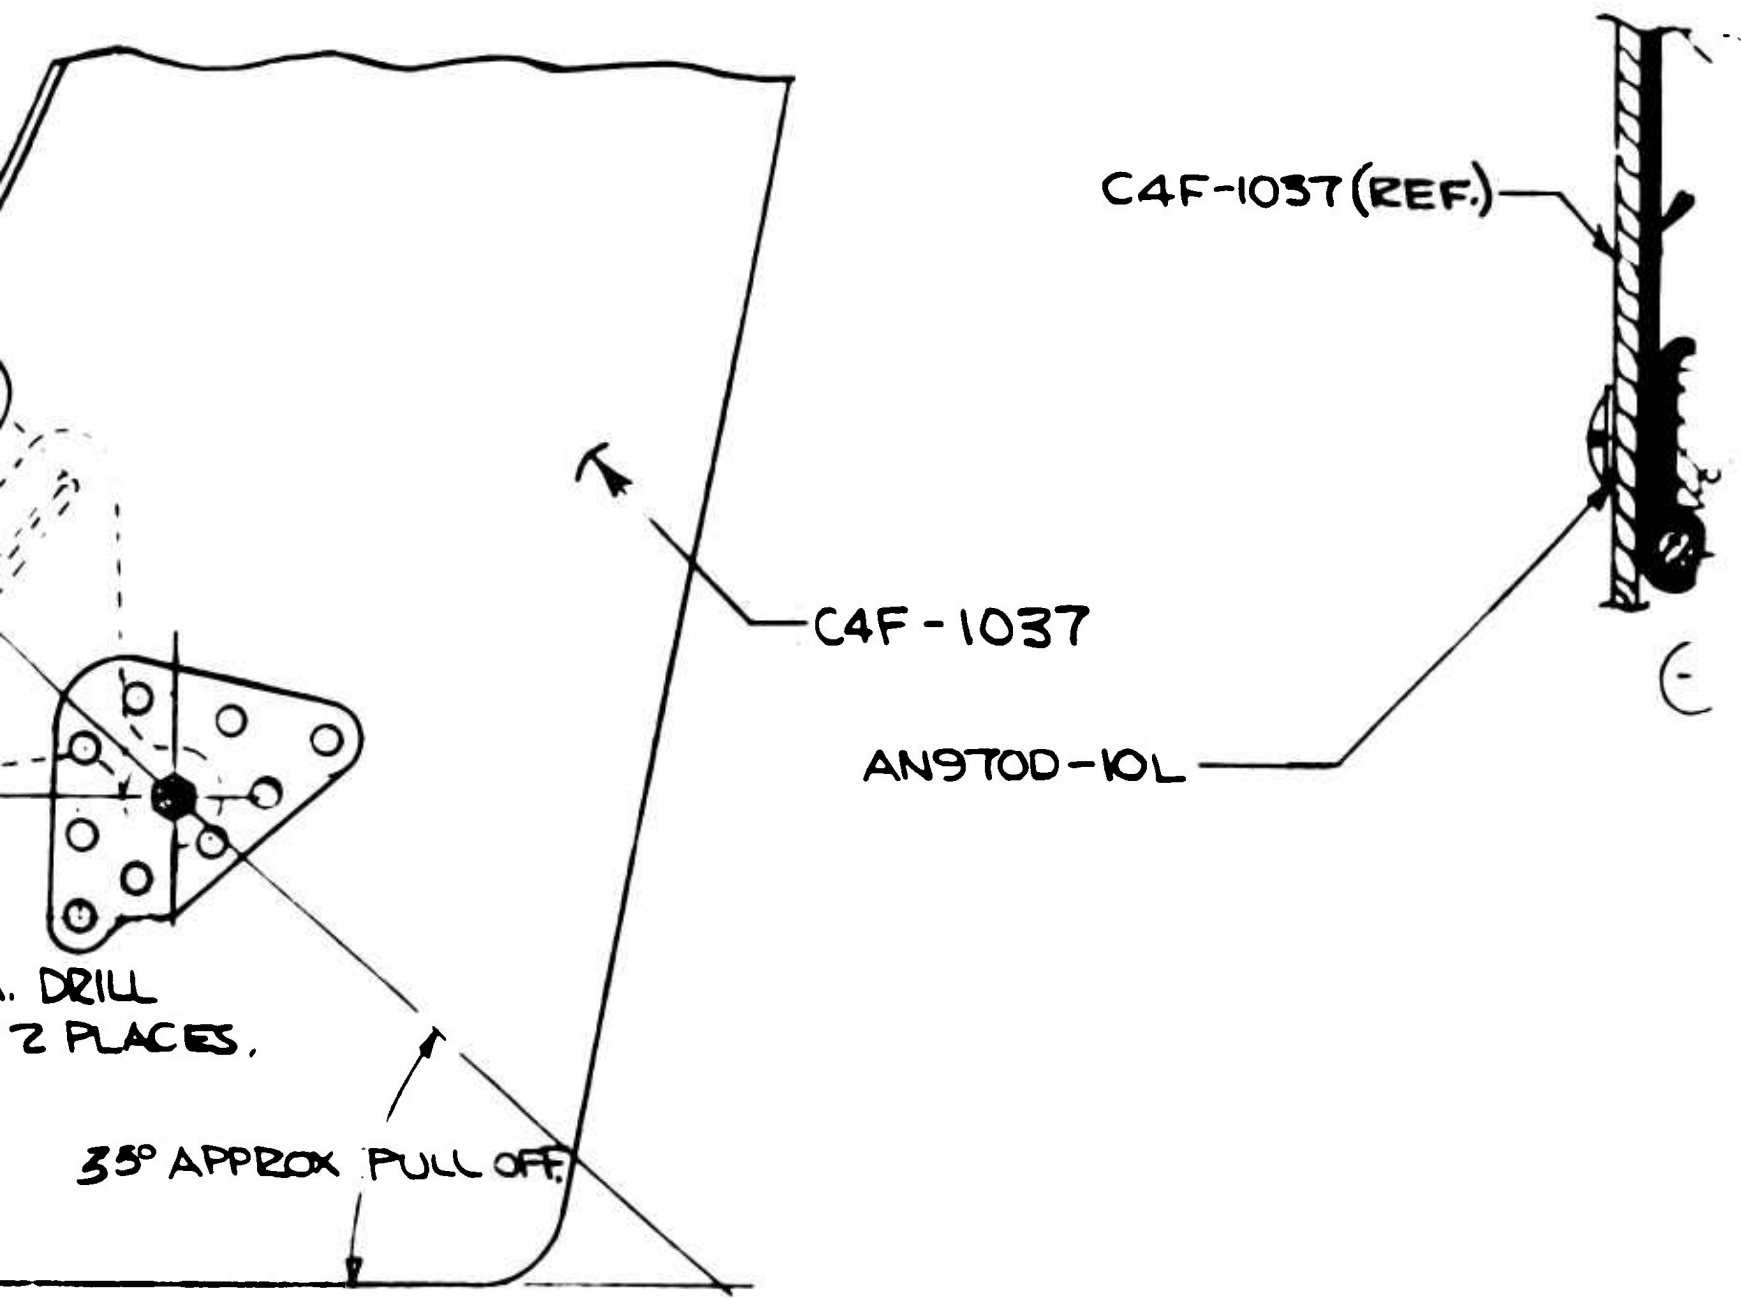 C4F-1037 (REF.)
C4F-1037
AN970D-10L
. DRILL
2 PLACES.
35° APPROX PULL OFF.